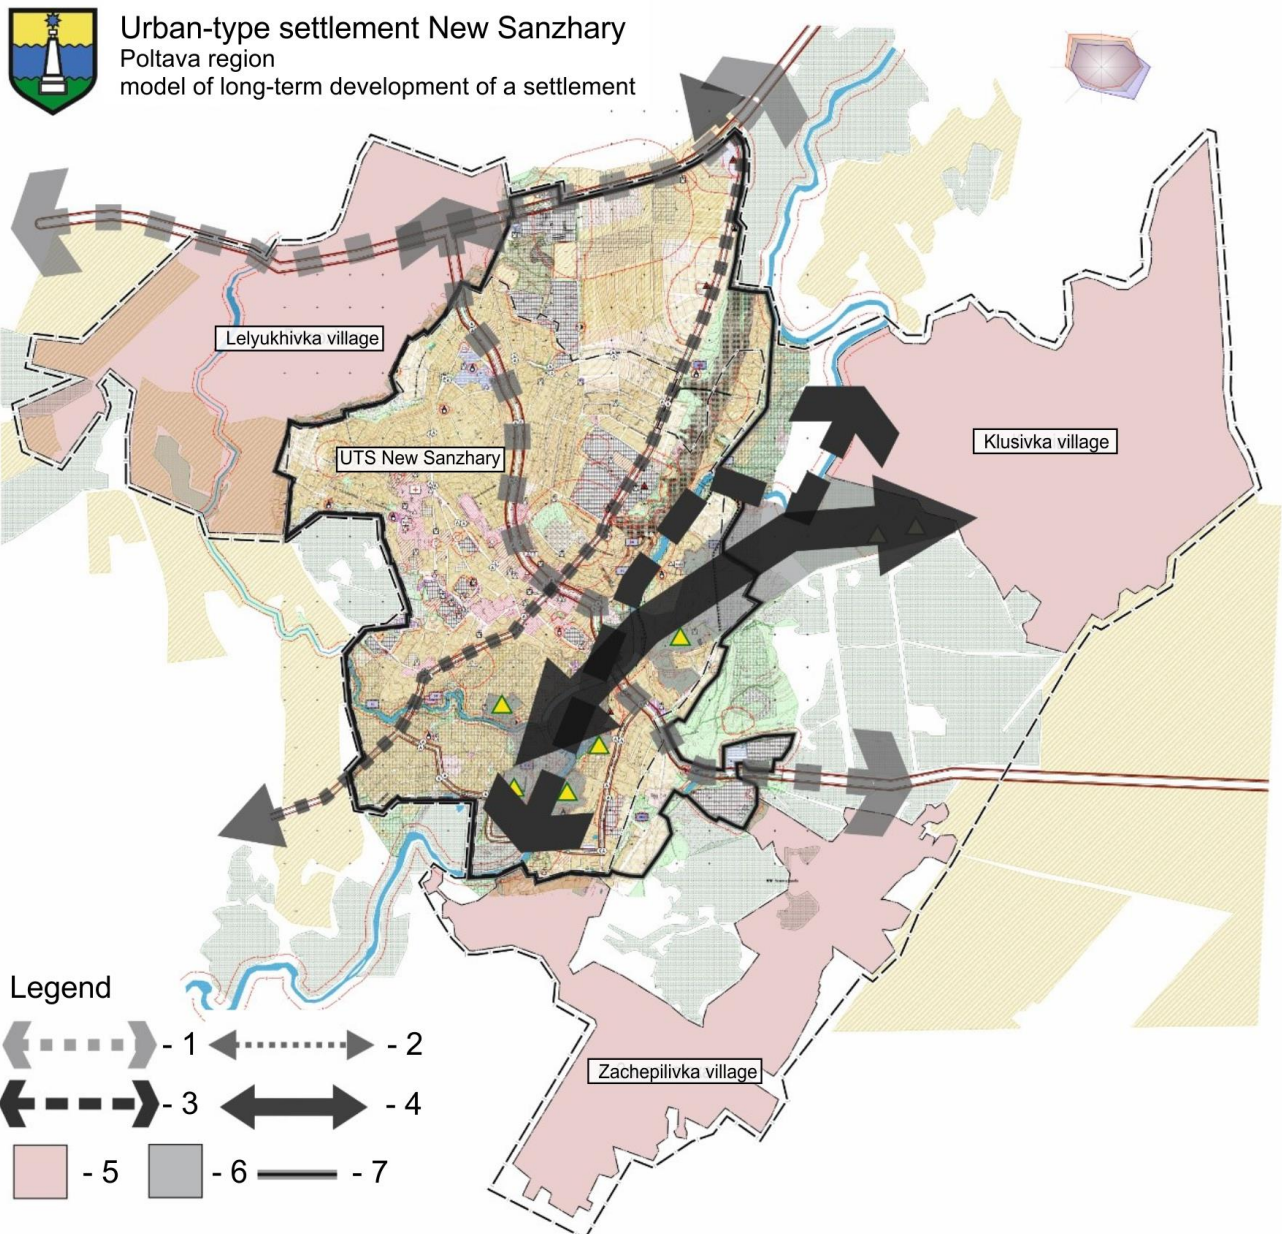 Urban-type settlement New Sanzhary
Poltava region
model of long-term development of a settlement
Lelyukhivka village
UTS New Sanzhary
Klusivka village
Zachepilivka village
Legend
- 1
- 2
- 3
- 4
- 5
- 6
- 7